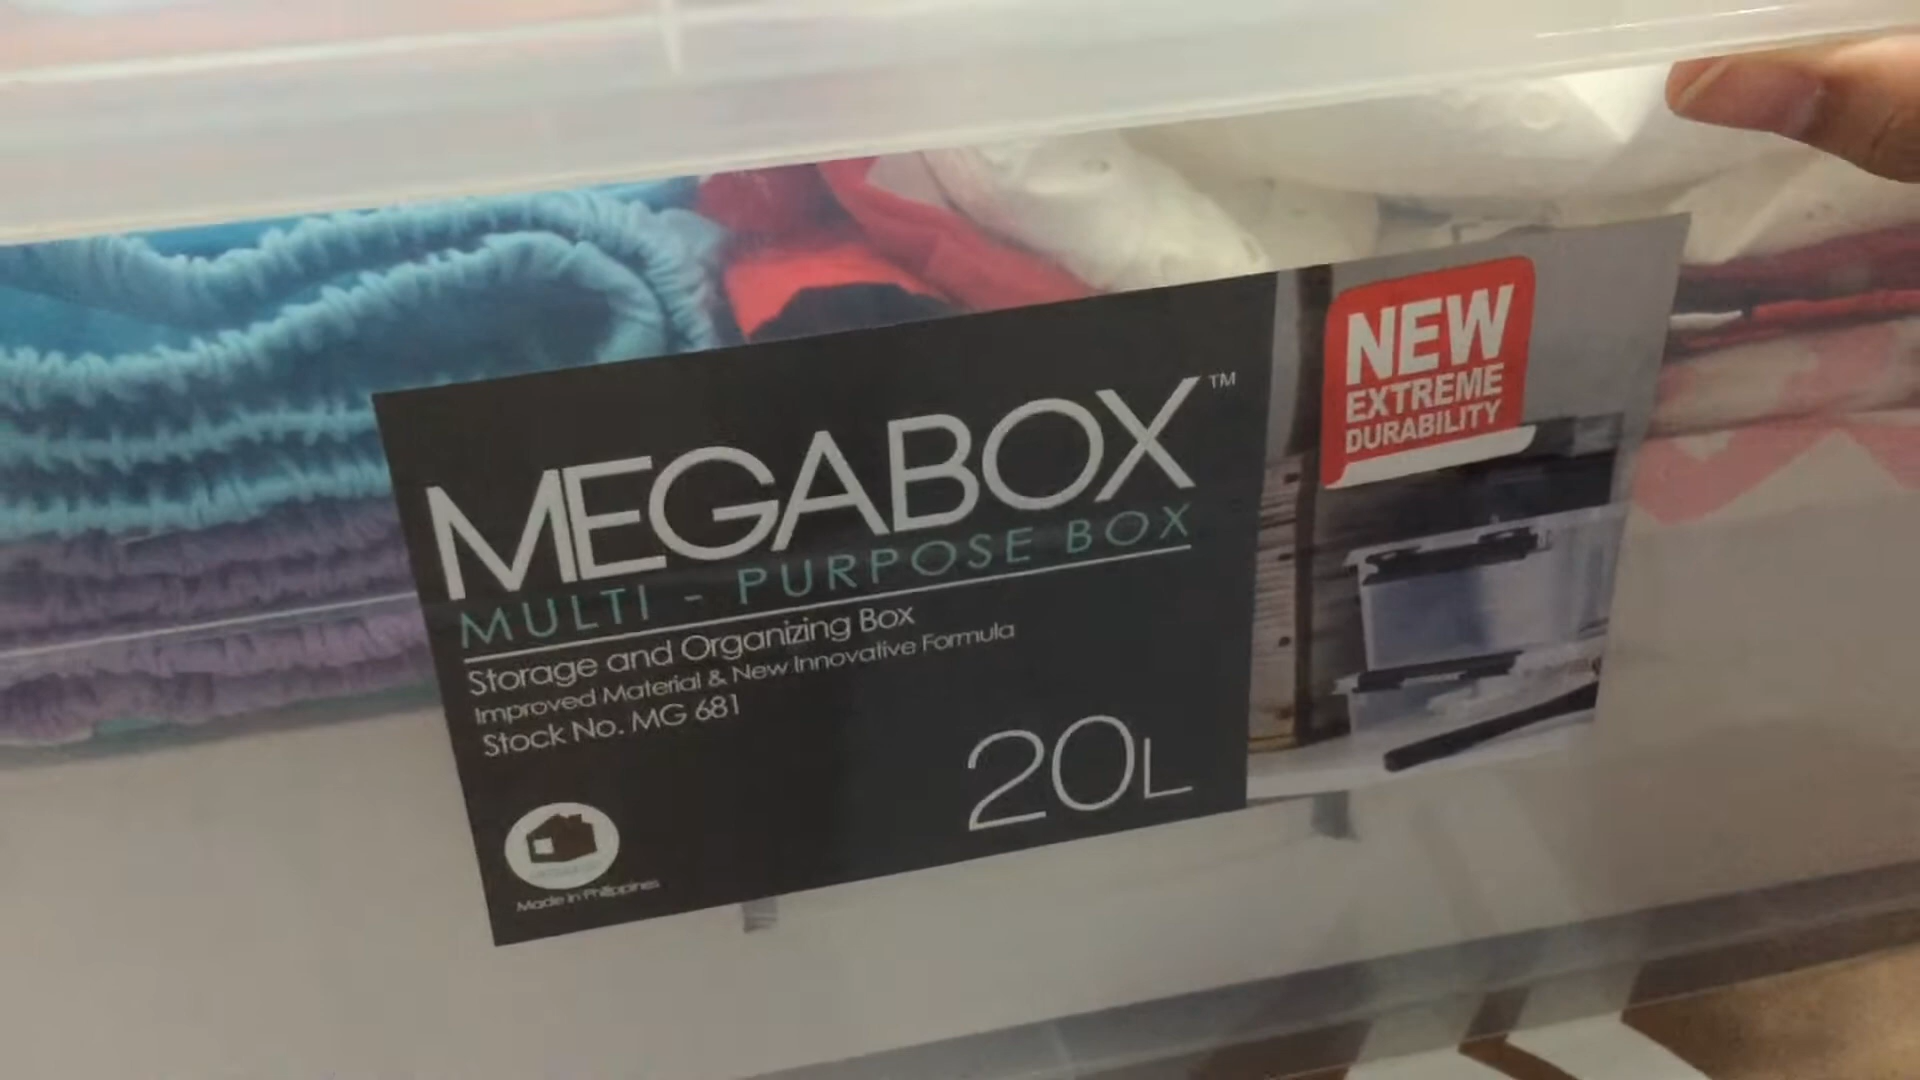 MEGABOX™
MULTI - PURPOSE BOX
Storage and Organizing Box
Improved Material & New Innovative Formula
Stock No. MG 681
20L
Made in Philippines
NEW
EXTREME
DURABILITY